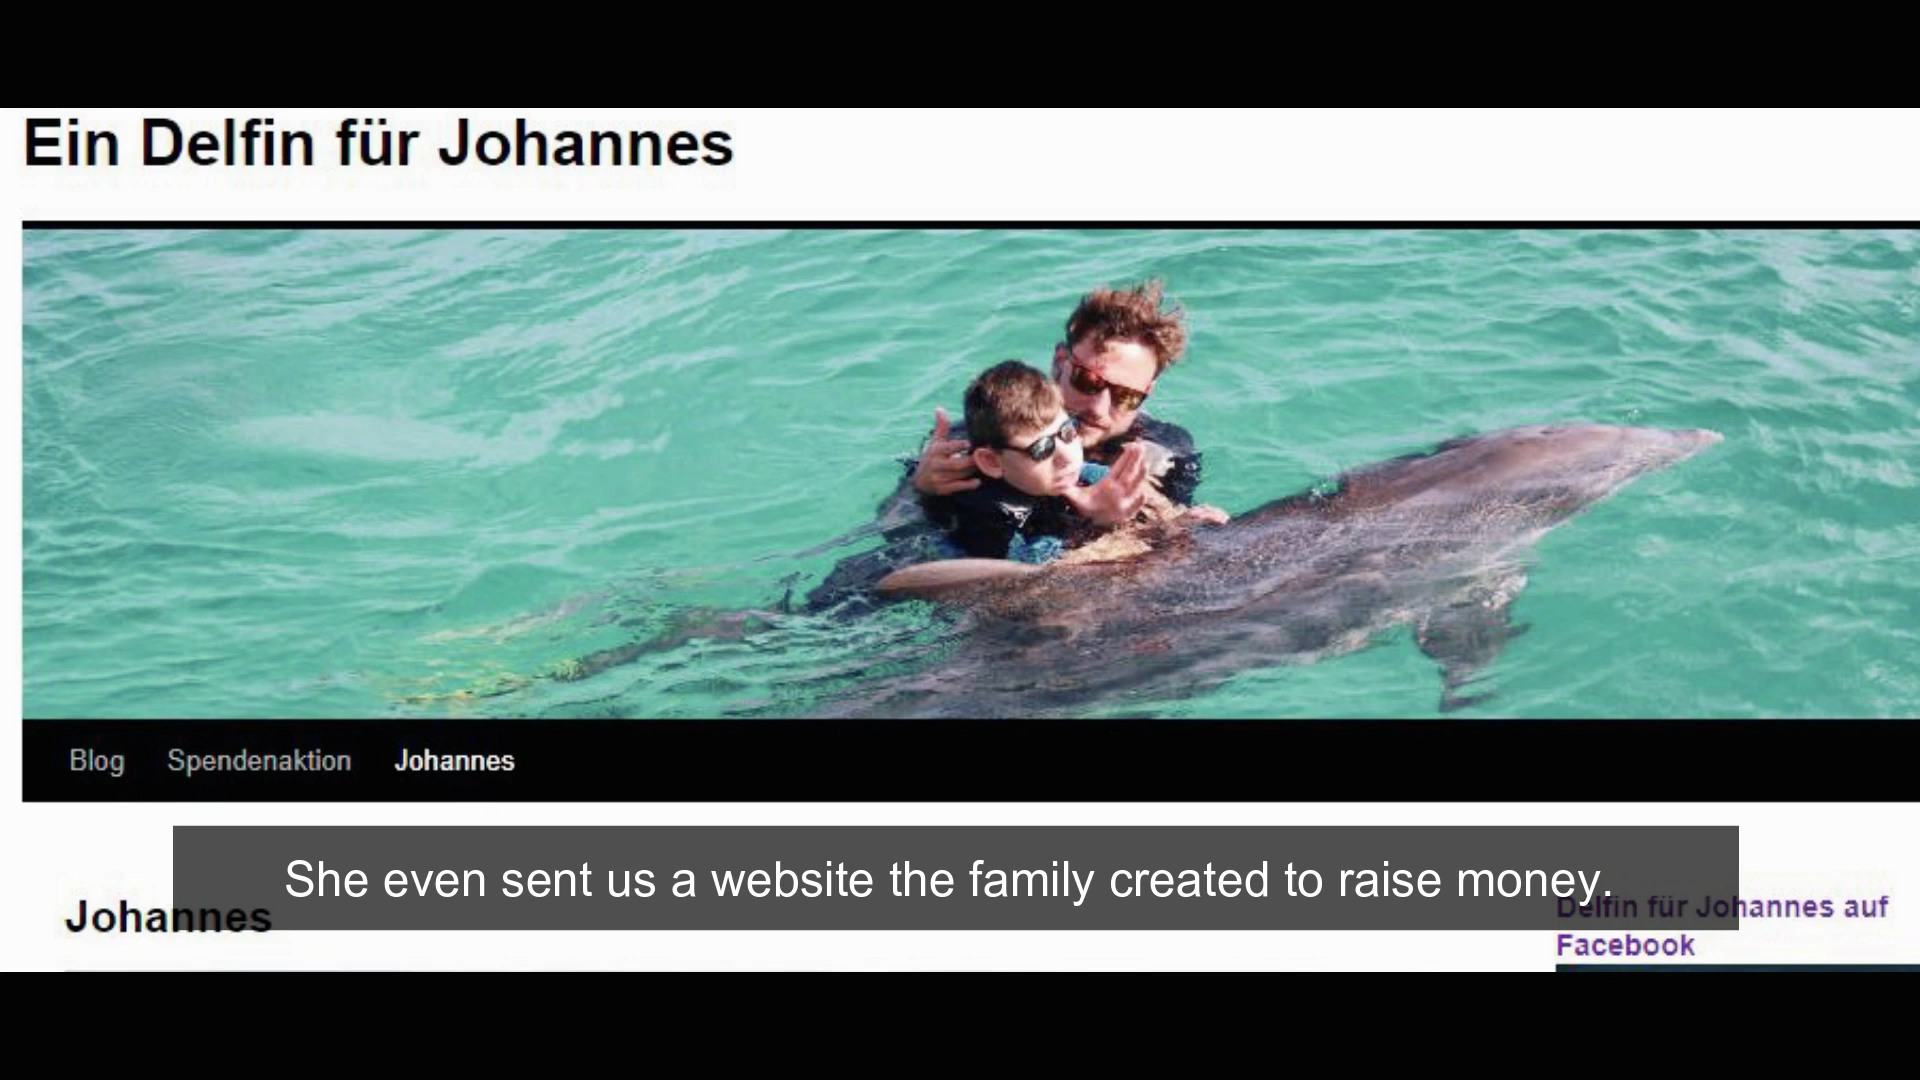 Ein Delfin für Johannes
Blog Spendenaktion Johannes
She even sent us a website the family created to raise money.
Johannes
Delfin für Johannes auf
Facebook